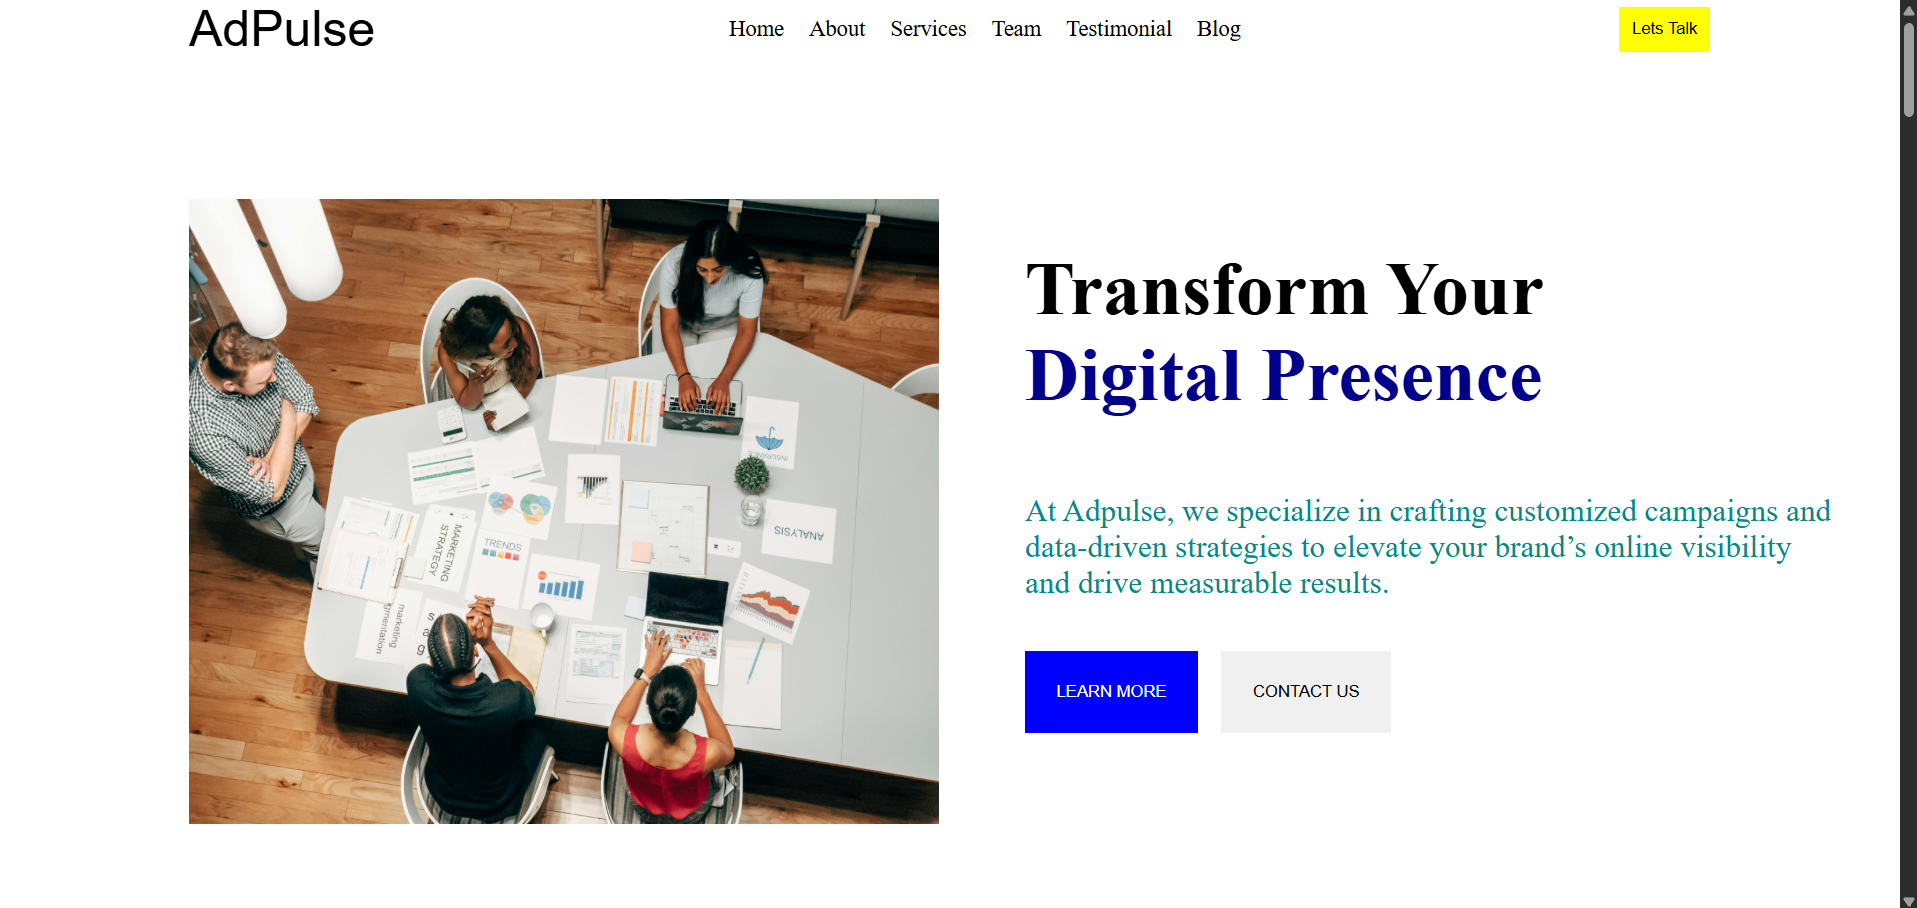 AdPulse
Home About Services Team Testimonial Blog
Lets Talk
INSURANCE
ANALYSIS
MARKETING
STRATEGY
TRENDS
marketing
Transform Your
Digital Presence
At Adpulse, we specialize in crafting customized campaigns and
data-driven strategies to elevate your brand’s online visibility
and drive measurable results.
LEARN MORE
CONTACT US